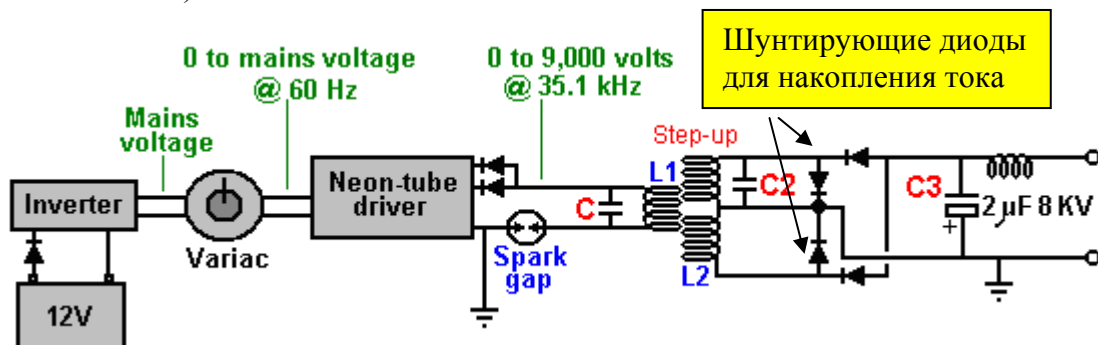 Шунтирующие диоды
для накопления тока
0 to mains voltage
@ 60 Hz
0 to 9,000 volts
@ 35.1 kHz
Mains
voltage
Step-up
Inverter
Variac
Neon-tube
driver
C
L1
C2
C3
2 µF 8 KV
+
Spark
gap
L2
12V